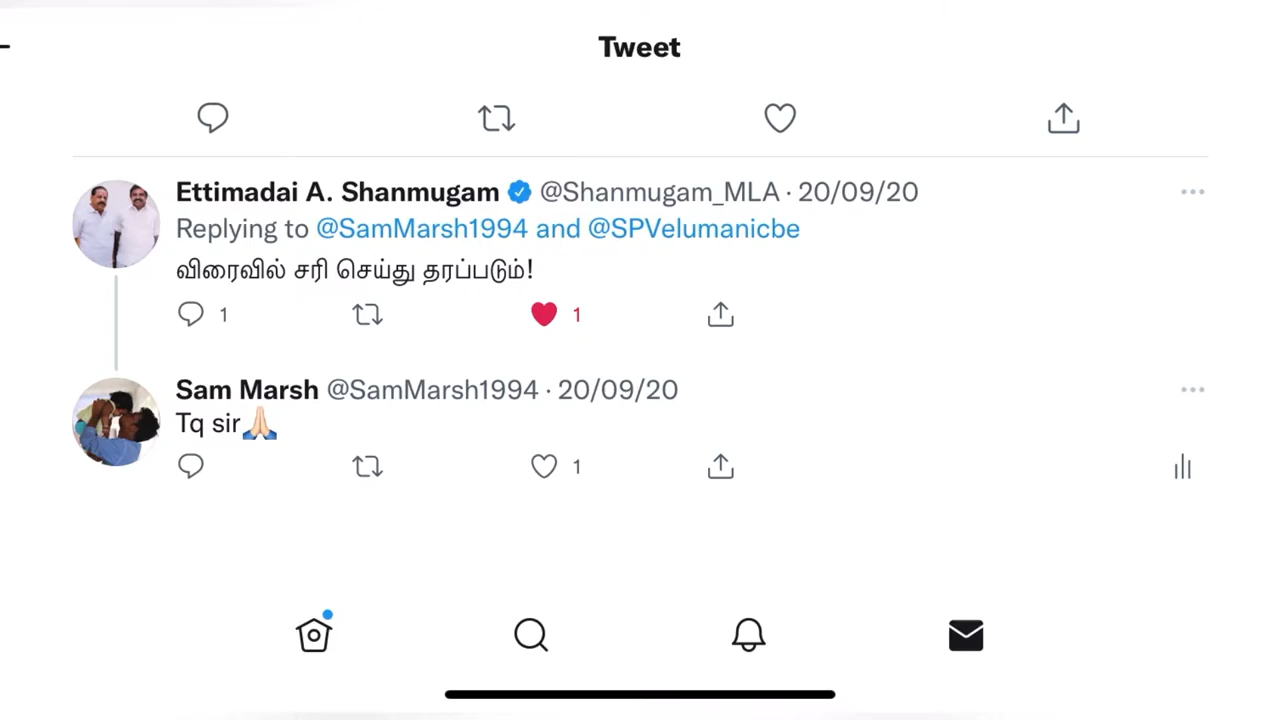 Tweet
Ettimadai A. Shanmugam @Shanmugam_MLA · 20/09/20
Replying to @SamMarsh1994 and @SPVelumanicbe
விரைவில் சரி செய்து தரப்படும்!
1 1
Sam Marsh @SamMarsh1994 · 20/09/20
Tq sir🙏🏻
1